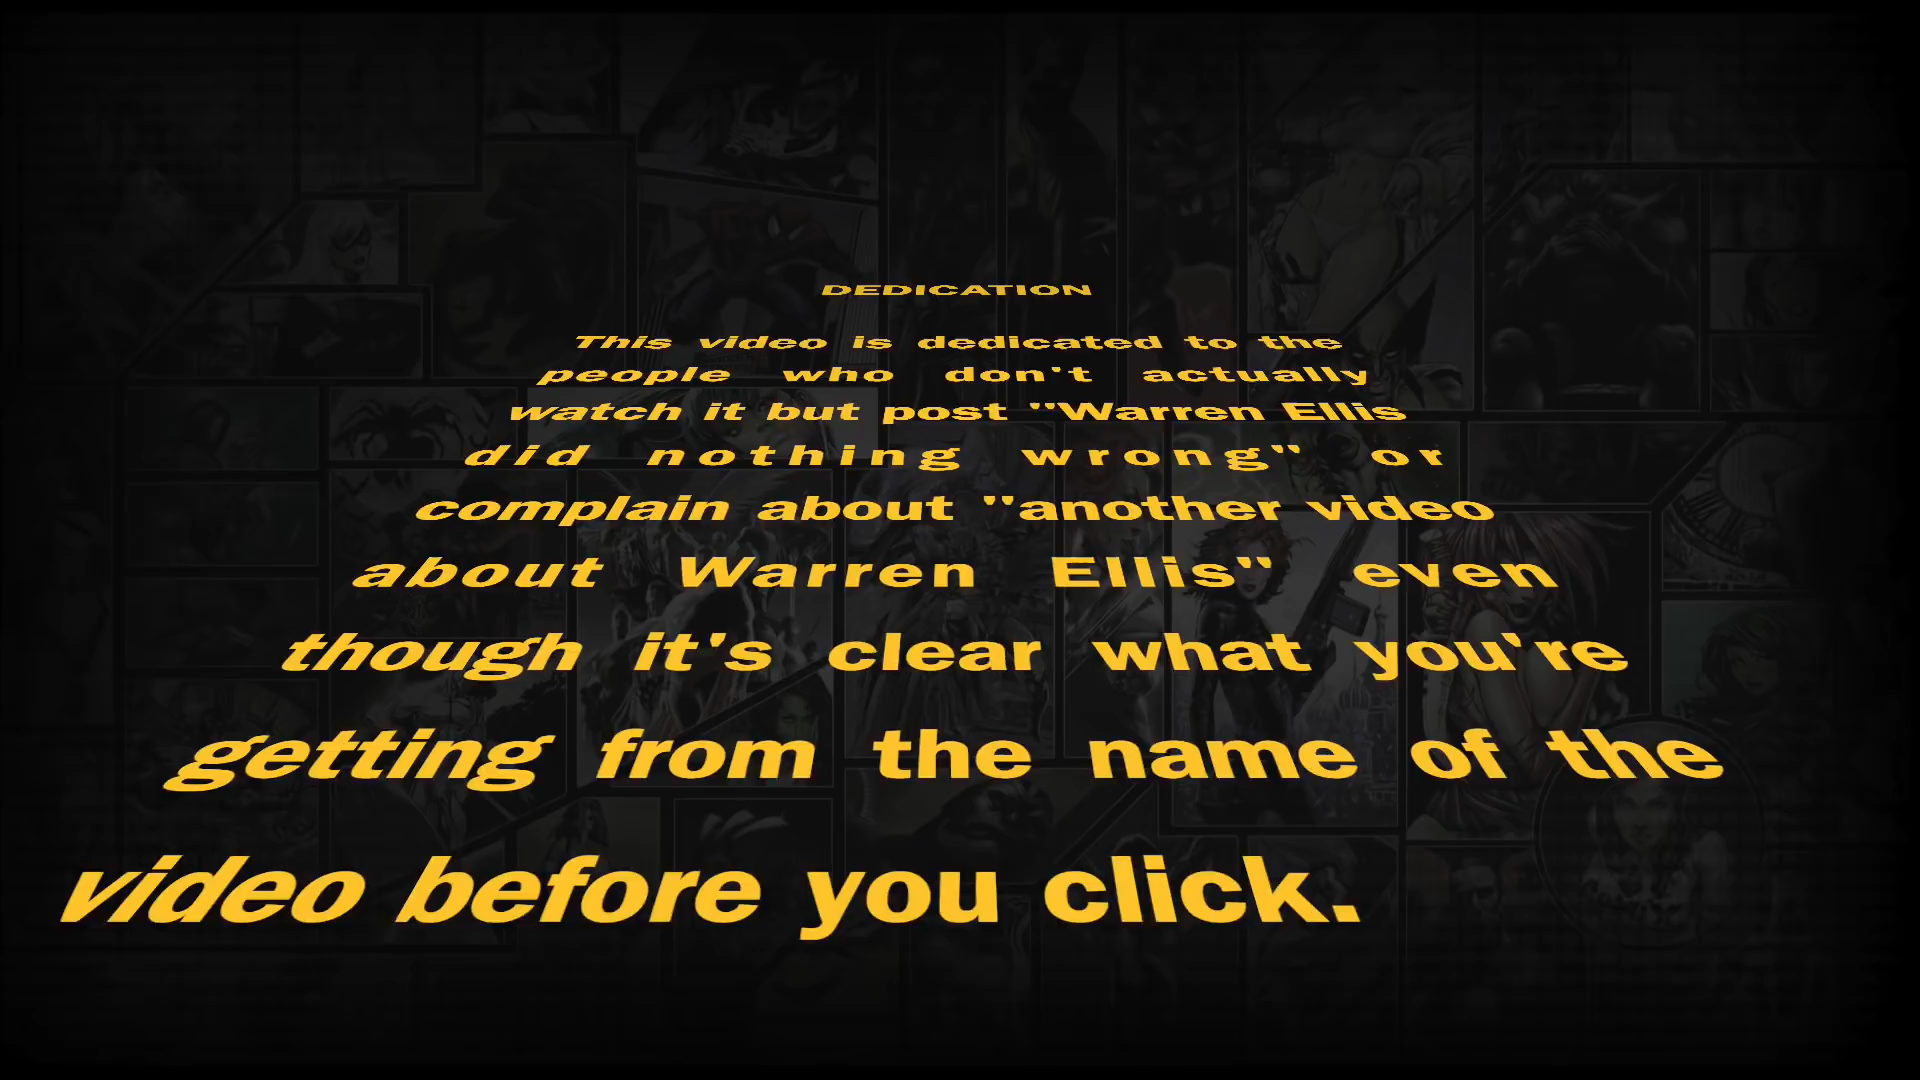 DEDICATION
This video is dedicated to the
people who don't actually
watch it but post "Warren Ellis
did nothing wrong" or
complain about "another video
about Warren Ellis" even
though it's clear what you're
getting from the name of the
video before you click.